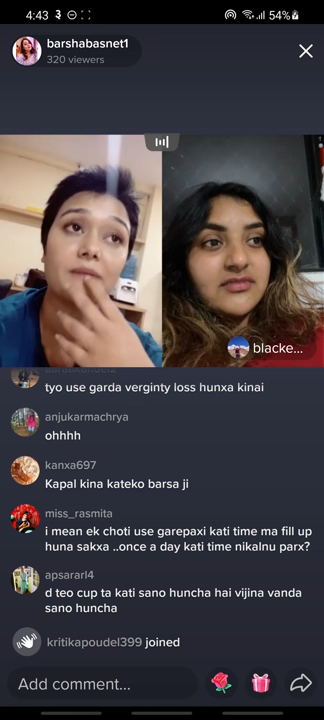 4:43
54%
barshabasnet1
320 viewers
blacke...
tyo use garda verginty loss hunxa kinai
anjukarmachrya
ohhhh
kanxa697
Kapal kina kateko barsa ji
miss_rasmita
i mean ek choti use garepaxi kati time ma fill up
huna sakxa ..once a day kati time nikalnu parx?
apsararl4
d teo cup ta kati sano huncha hai vijina vanda
sano huncha
kritikapoudel399 joined
Add comment...